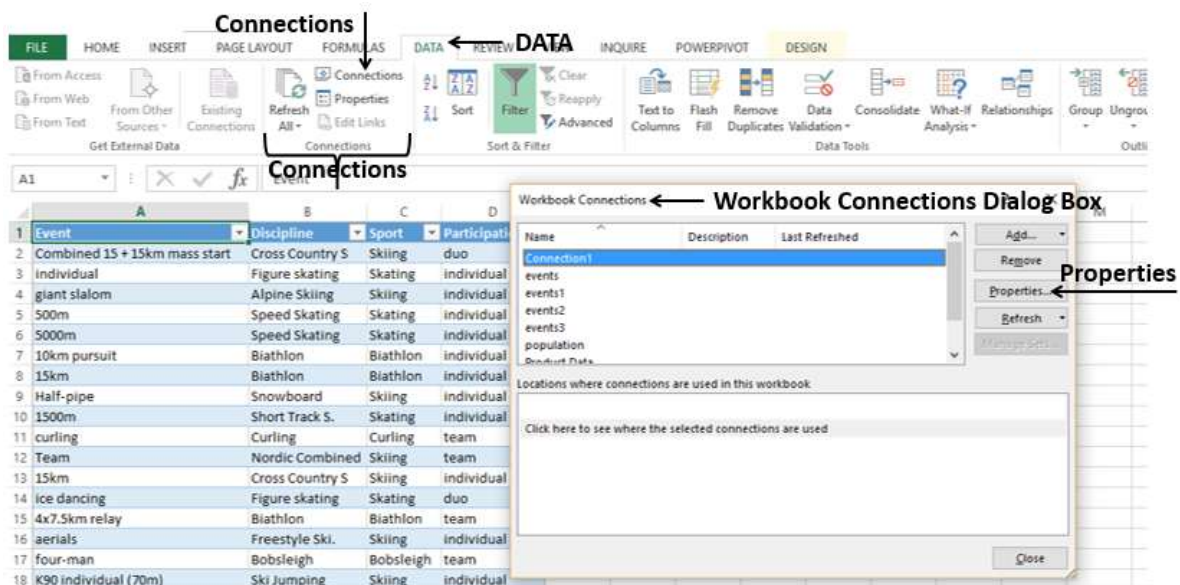 Connections
FILE HOME INSERT PAGE LAYOUT FORMULAS DATA DATA REVIEW INQUIRE POWERPIVOT DESIGN
From Access
From Web
From Text
From Other Sources
Existing Connections
Get External Data
Refresh All
Connections
Properties
Edit Links
Connections
Connections
Sort
Filter
Clear
Reapply
Advanced
Sort & Filter
Text to Columns
Flash Fill
Remove Duplicates
Data Validation
Consolidate
What-If Analysis
Relationships
Data Tools
Group
A1 fx Event
A B C D M
1 Event Discipline Sport
2 Combined 15 + 15km mass start Cross Country S Skiing duo
3 individual Figure skating Skating individual
4 giant slalom Alpine Skiing Skiing individual
5 500m Speed Skating Skating individual
6 5000m Speed Skating Skating individual
7 10km pursuit Biathlon Biathlon individual
8 15km Biathlon Biathlon individual
9 Half-pipe Snowboard Skiing individual
10 1500m Short Track S. Skating individual
11 curling Curling Curling team
12 Team Nordic Combined Skiing team
13 15km Cross Country S Skiing individual
14 ice dancing Figure skating Skating duo
15 4x7.5km relay Biathlon Biathlon team
16 aerials Freestyle Ski. Skiing individual
17 four-man Bobsleigh Bobsleigh team
18 K90 individual (70m) Ski Jumping Skiing individual
Workbook Connections Workbook Connections Dialog Box
Name Description Last Refreshed
Connection1
events
events1
events2
events3
population
Product Data
Add...
Remove
Properties... Properties
Refresh
Manage Sets...
Locations where connections are used in this workbook
Click here to see where the selected connections are used
Close